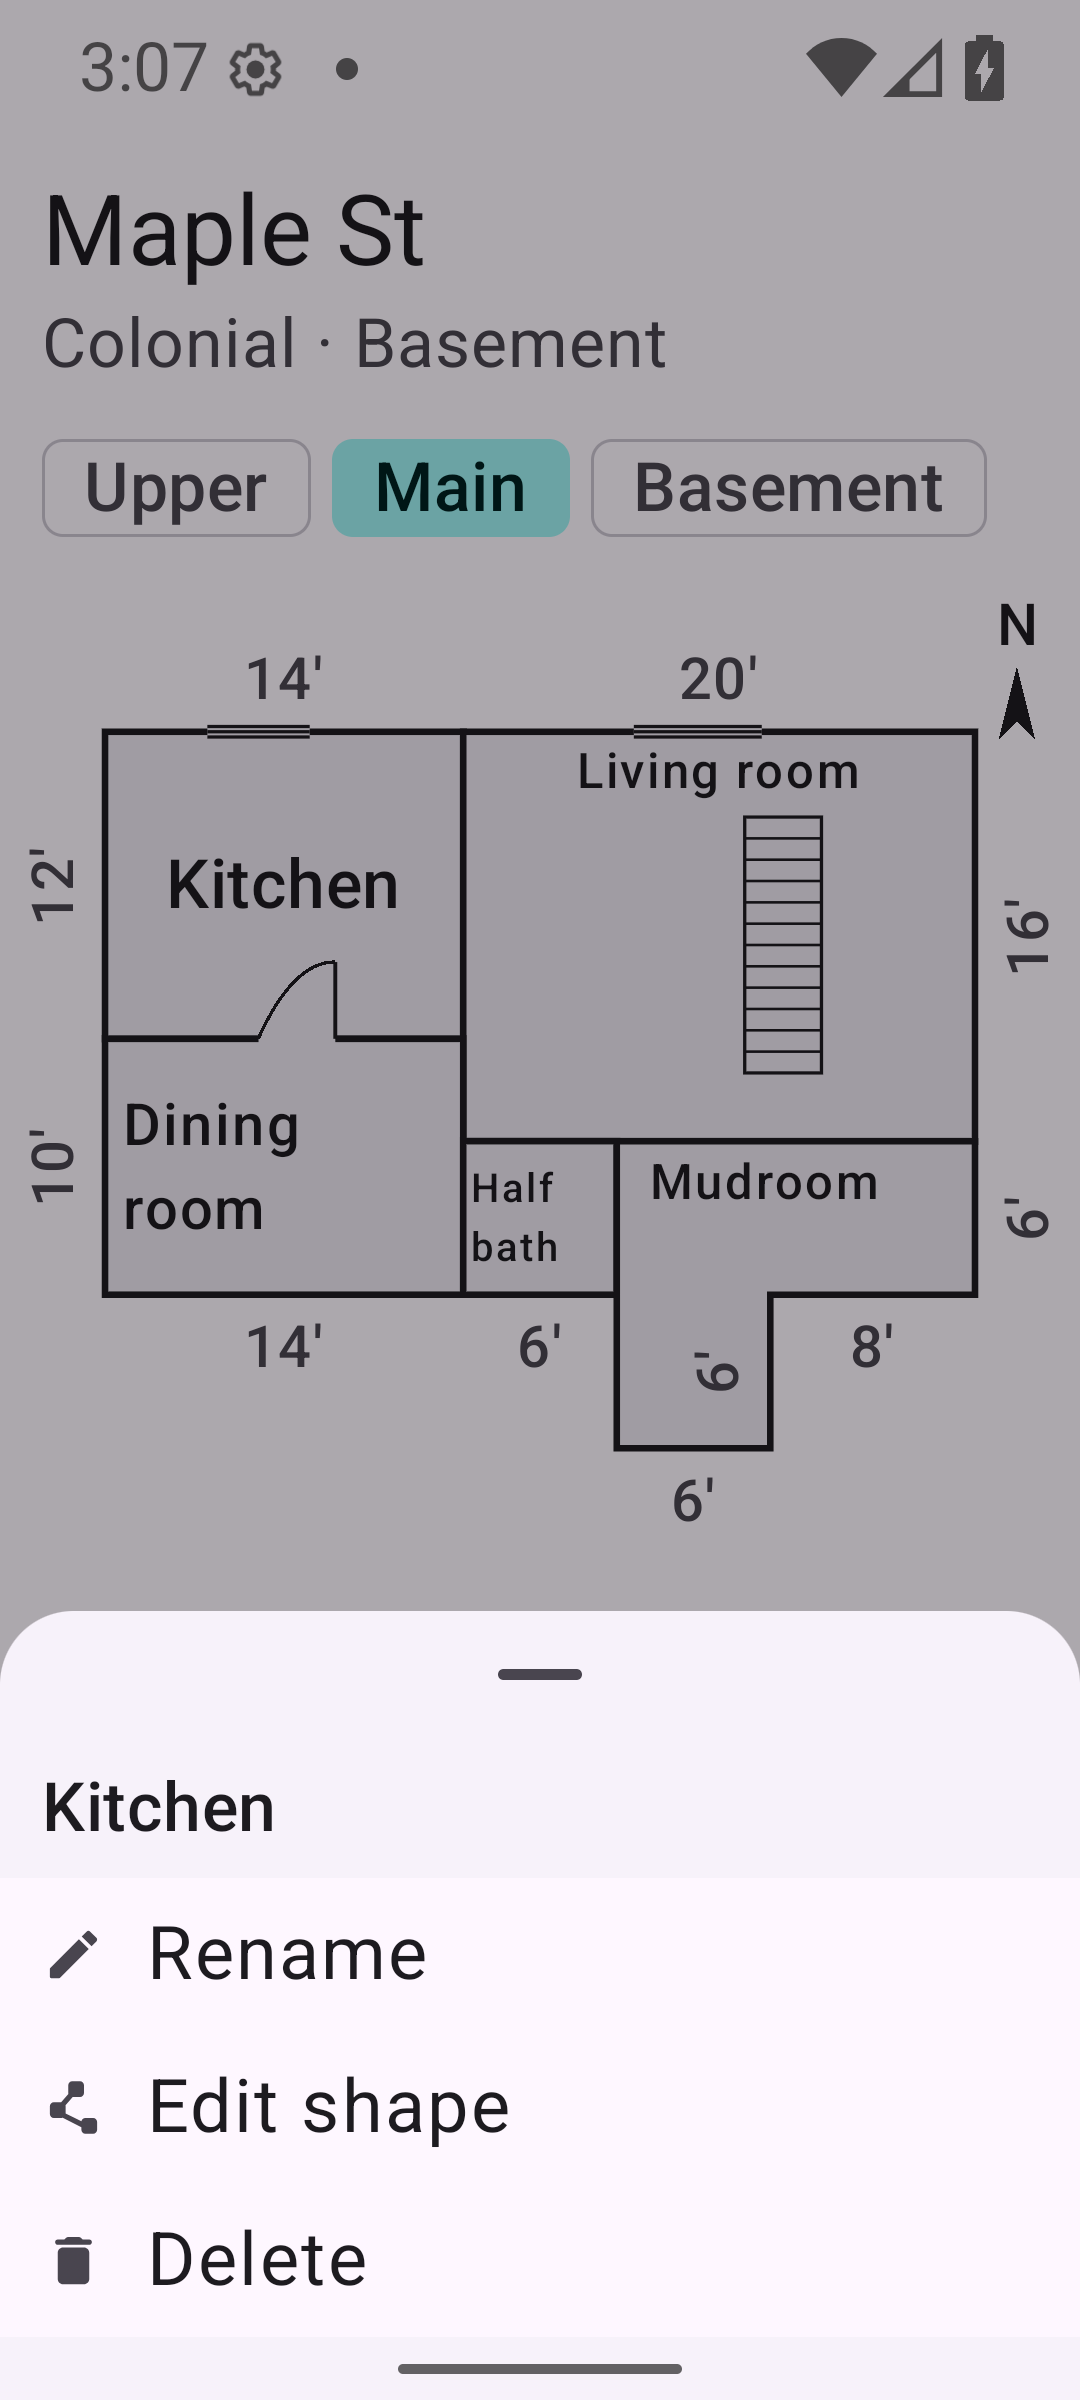 3:07
Maple St
Colonial · Basement
Upper
Main
Basement
N
14'
20'
Living room
12'
Kitchen
16'
Dining
room
10'
Half
bath
Mudroom
6'
14'
6'
6'
8'
6'
Kitchen
Rename
Edit shape
Delete